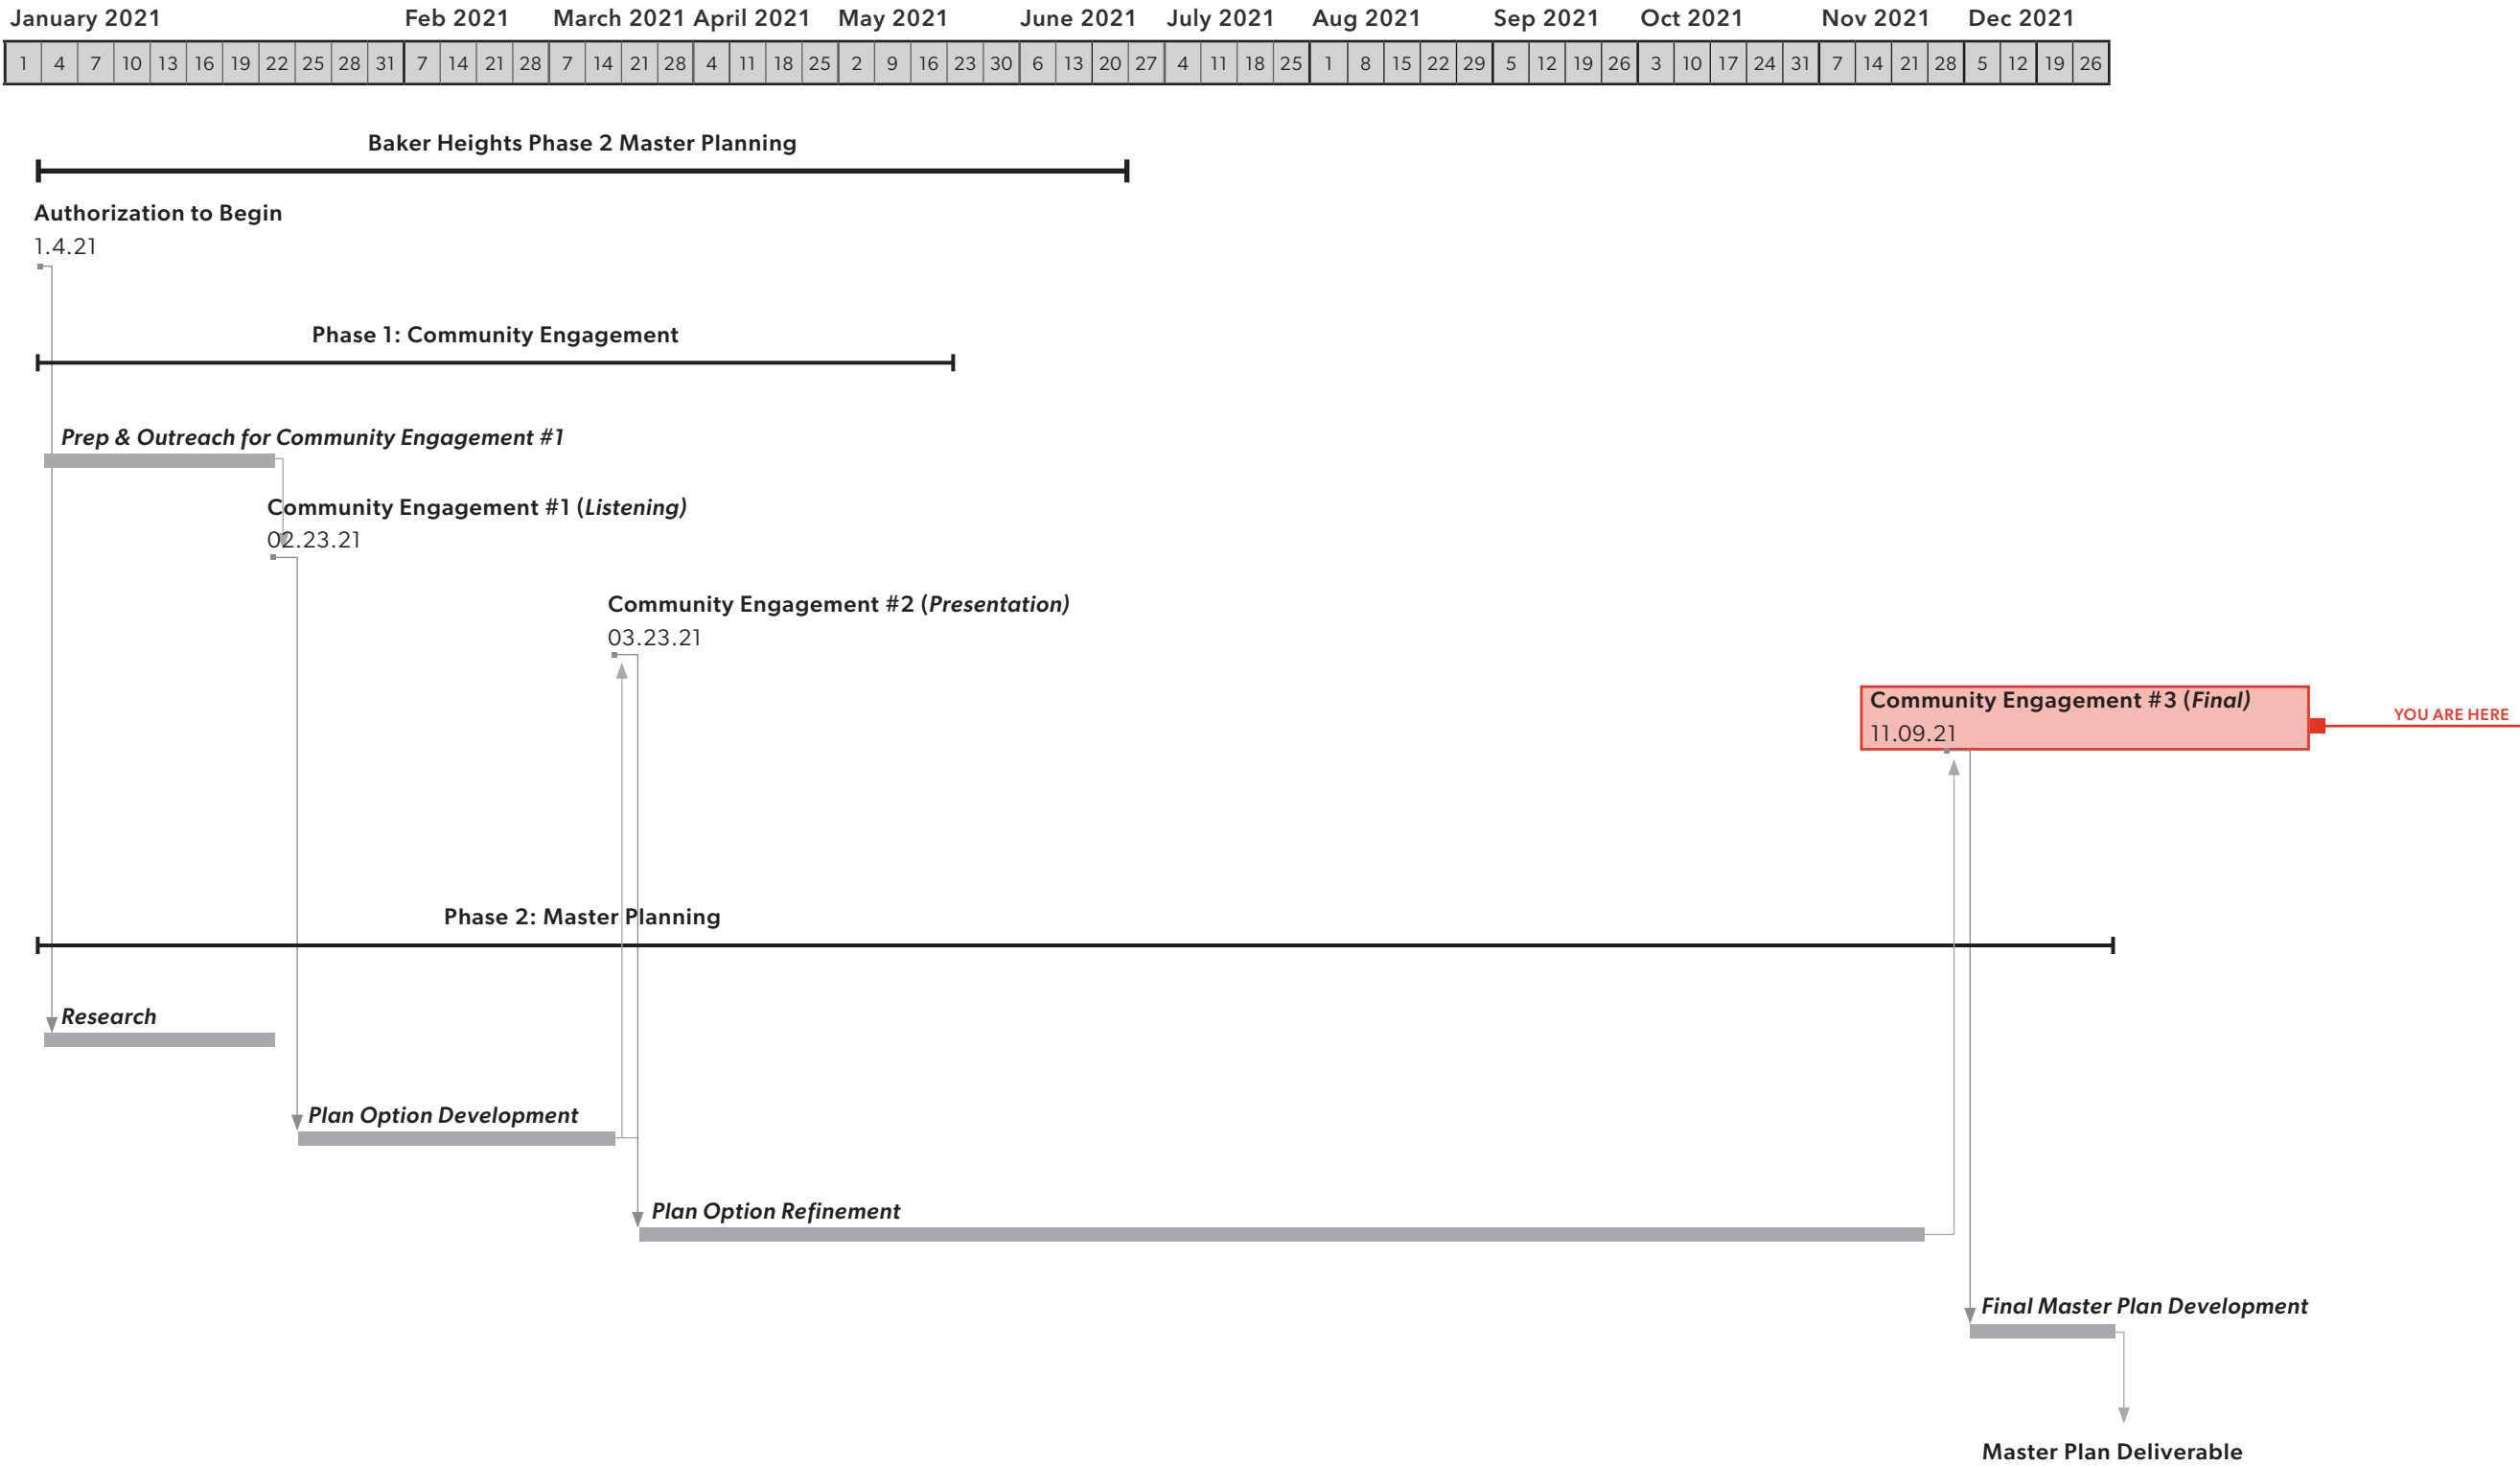 January 2021 Feb 2021 March 2021 April 2021 May 2021 June 2021 July 2021 Aug 2021 Sep 2021 Oct 2021 Nov 2021 Dec 2021
1 4 7 10 13 16 19 22 25 28 31 7 14 21 28 7 14 21 28 4 11 18 25 2 9 16 23 30 6 13 20 27 4 11 18 25 1 8 15 22 29 5 12 19 26 3 10 17 24 31 7 14 21 28 5 12 19 26
Baker Heights Phase 2 Master Planning
Authorization to Begin
1.4.21
Phase 1: Community Engagement
Prep & Outreach for Community Engagement #1
Community Engagement #1 (Listening)
02.23.21
Community Engagement #2 (Presentation)
03.23.21
Community Engagement #3 (Final)
YOU ARE HERE
11.09.21
Phase 2: Master Planning
Research
Plan Option Development
Plan Option Refinement
Final Master Plan Development
Master Plan Deliverable